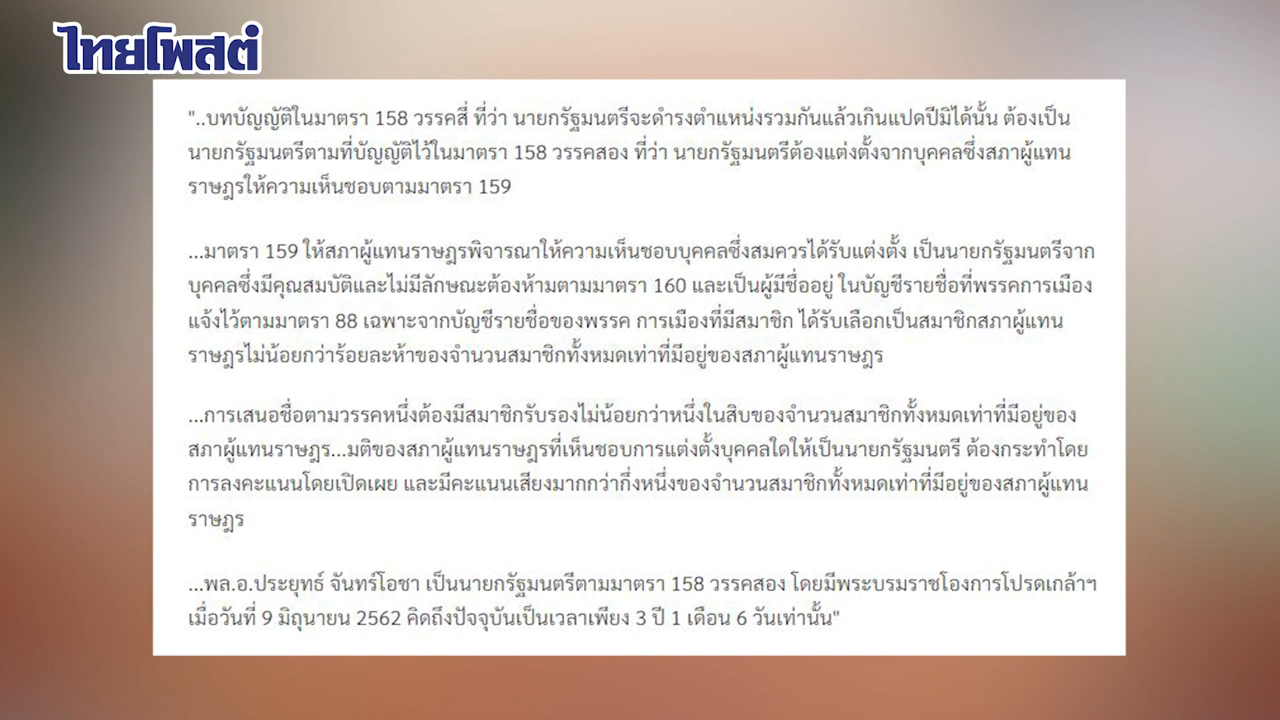 ไทยโพสต์
"..บทบัญญัติในมาตรา 158 วรรคสี่ ที่ว่า นายกรัฐมนตรีจะดำรงตำแหน่งรวมกันแล้วเกินแปดปีมิได้นั้น ต้องเป็น
นายกรัฐมนตรีตามที่บัญญัติไว้ในมาตรา 158 วรรคสอง ที่ว่า นายกรัฐมนตรีต้องแต่งตั้งจากบุคคลซึ่งสภาผู้แทน
ราษฎรให้ความเห็นชอบตามมาตรา 159
...มาตรา 159 ให้สภาผู้แทนราษฎรพิจารณาให้ความเห็นชอบบุคคลซึ่งสมควรได้รับแต่งตั้ง เป็นนายกรัฐมนตรีจาก
บุคคลซึ่งมีคุณสมบัติและไม่มีลักษณะต้องห้ามตามมาตรา 160 และเป็นผู้มีชื่ออยู่ ในบัญชีรายชื่อที่พรรคการเมือง
แจ้งไว้ตามมาตรา 88 เฉพาะจากบัญชีรายชื่อของพรรค การเมืองที่มีสมาชิก ได้รับเลือกเป็นสมาชิกสภาผู้แทน
ราษฎรไม่น้อยกว่าร้อยละห้าของจำนวนสมาชิกทั้งหมดเท่าที่มีอยู่ของสภาผู้แทนราษฎร
...การเสนอชื่อตามวรรคหนึ่งต้องมีสมาชิกรับรองไม่น้อยกว่าหนึ่งในสิบของจำนวนสมาชิกทั้งหมดเท่าที่มีอยู่ของ
สภาผู้แทนราษฎร...มติของสภาผู้แทนราษฎรที่เห็นชอบการแต่งตั้งบุคคลใดให้เป็นนายกรัฐมนตรี ต้องกระทำโดย
การลงคะแนนโดยเปิดเผย และมีคะแนนเสียงมากกว่ากึ่งหนึ่งของจำนวนสมาชิกทั้งหมดเท่าที่มีอยู่ของสภาผู้แทน
ราษฎร
...พล.อ.ประยุทธ์ จันทร์โอชา เป็นนายกรัฐมนตรีตามมาตรา 158 วรรคสอง โดยมีพระบรมราชโองการโปรดเกล้าฯ
เมื่อวันที่ 9 มิถุนายน 2562 คิดถึงปัจจุบันเป็นเวลาเพียง 3 ปี 1 เดือน 6 วันเท่านั้น"